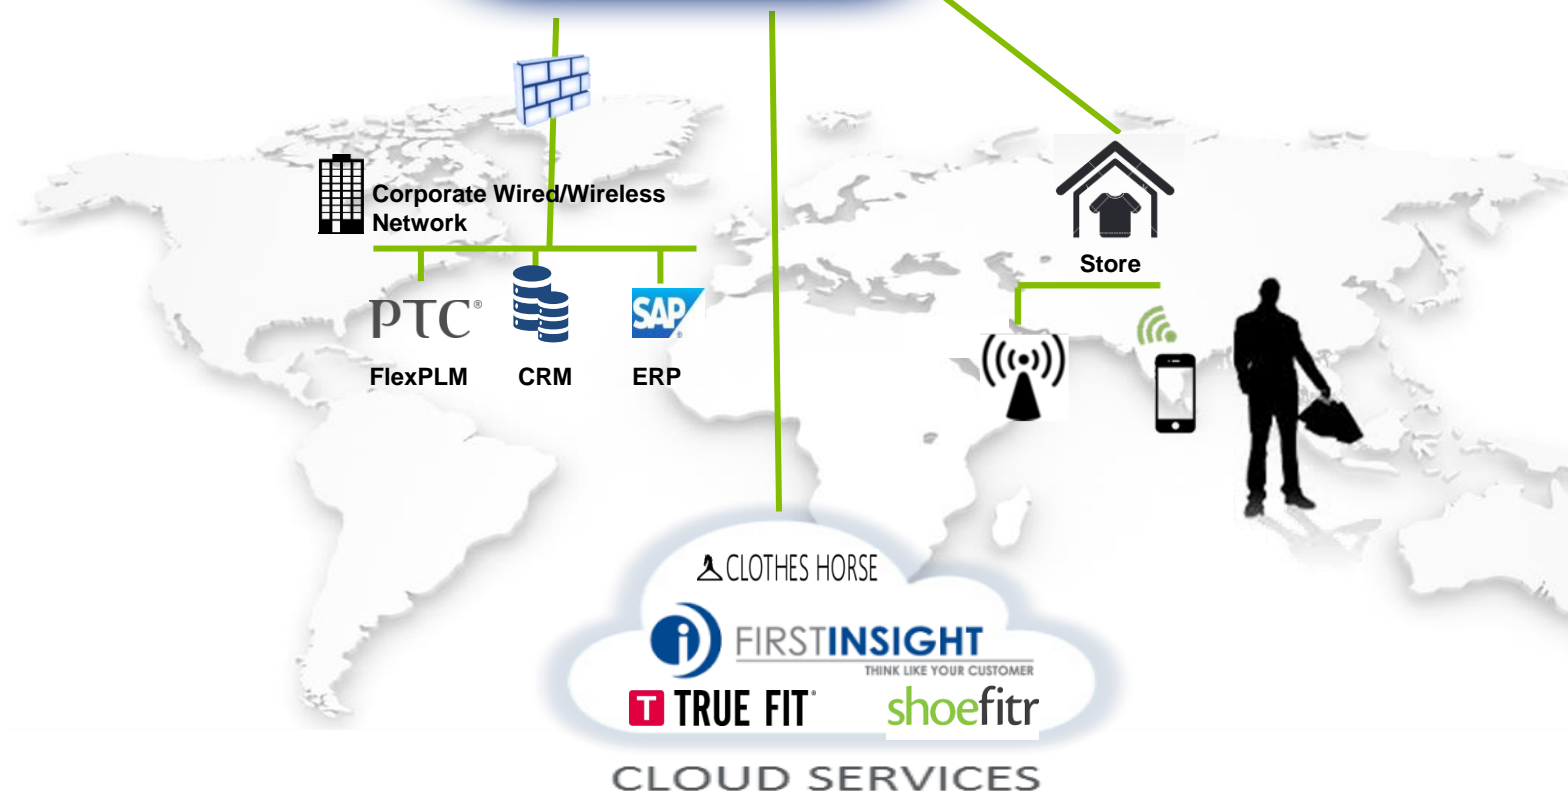 Corporate Wired/Wireless
Network
Store
PTC®
SAP®
FlexPLM
CRM
ERP
CLOTHES HORSE
FIRSTINSIGHT
THINK LIKE YOUR CUSTOMER
T TRUE FIT®
shoefitr
CLOUD SERVICES